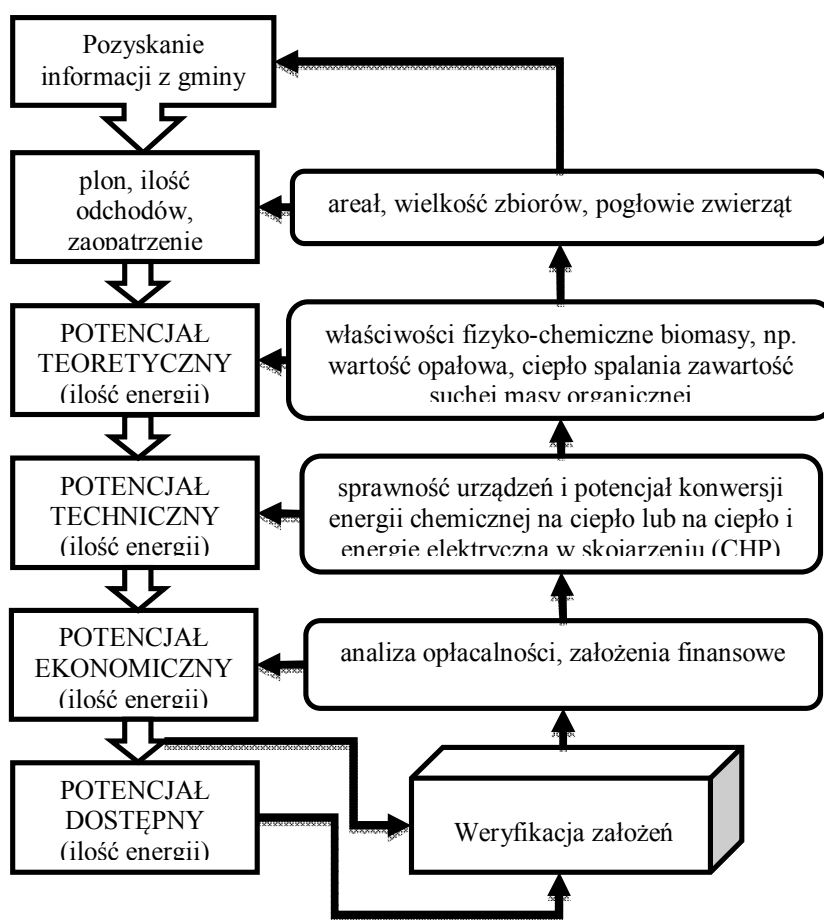 Pozyskanie
informacji z gminy
plon, ilość
odchodów,
zaopatrzenie
areał, wielkość zbiorów, pogłowie zwierząt
POTENCJAŁ
TEORETYCZNY
(ilość energii)
właściwości fizyko-chemiczne biomasy, np.
wartość opałowa, ciepło spalania zawartość
suchej masy organicznej
POTENCJAŁ
TECHNICZNY
(ilość energii)
sprawność urządzeń i potencjał konwersji
energii chemicznej na ciepło lub na ciepło i
energie elektryczna w skojarzeniu (CHP)
POTENCJAŁ
EKONOMICZNY
(ilość energii)
analiza opłacalności, założenia finansowe
POTENCJAŁ
DOSTĘPNY
(ilość energii)
Weryfikacja założeń